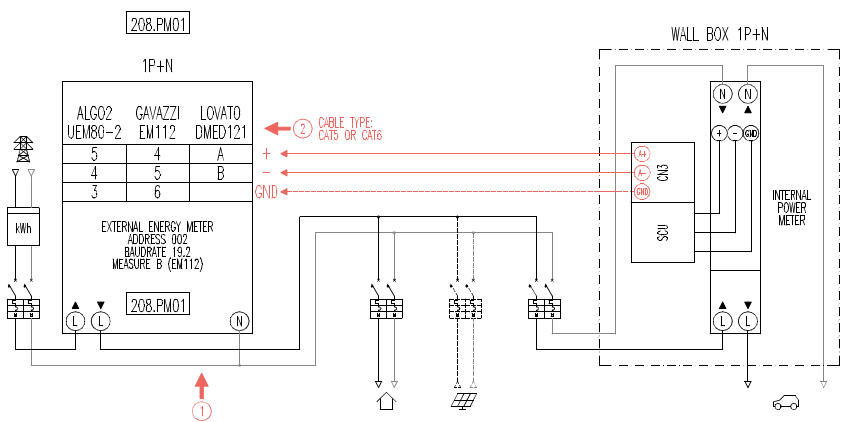 208.PM01
WALL BOX 1P+N
1P+N
ALGO2 GAVAZZI LOVATO
UEM80-2 EM112 DMED121
2 CABLE TYPE:
CAT5 OR CAT6
5 4 A +
4 5 B -
3 6 GND
A+
A-
GND
CN3
SCU
N N
+ - GND
INTERNAL
POWER
METER
kWh
EXTERNAL ENERGY METER
ADDRESS 002
BAUDRATE 19.2
MEASURE B (EM112)
208.PM01
L L N
L L
1